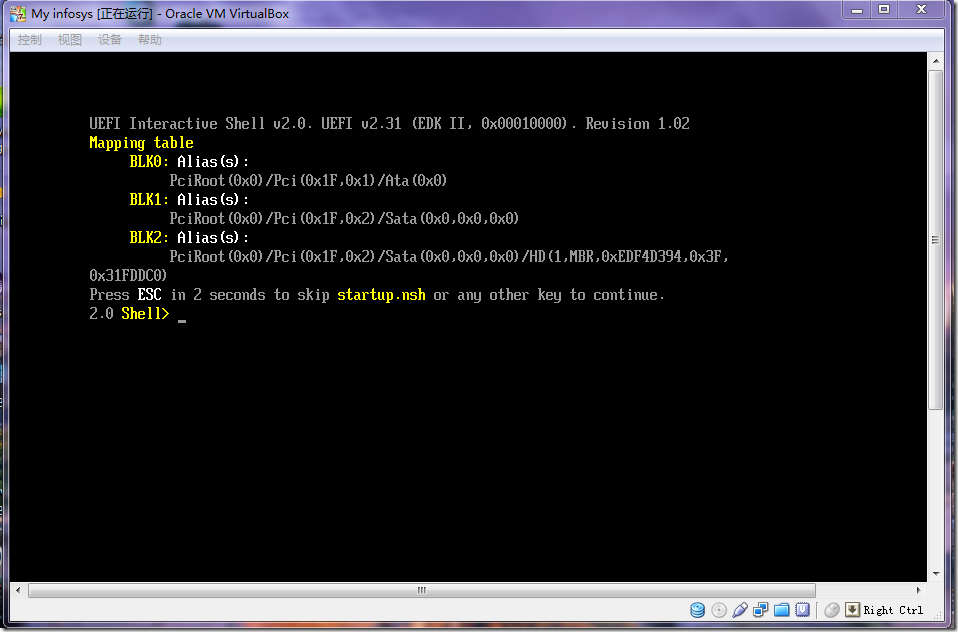 My infosys [正在运行] - Oracle VM VirtualBox
控制 视图 设备 帮助
UEFI Interactive Shell v2.0. UEFI v2.31 (EDK II, 0x00010000). Revision 1.02
Mapping table
BLK0: Alias(s):
PciRoot(0x0)/Pci(0x1F,0x1)/Ata(0x0)
BLK1: Alias(s):
PciRoot(0x0)/Pci(0x1F,0x2)/Sata(0x0,0x0,0x0)
BLK2: Alias(s):
PciRoot(0x0)/Pci(0x1F,0x2)/Sata(0x0,0x0,0x0)/HD(1,MBR,0xEDF4D394,0x3F,
0x31FDDC0)
Press ESC in 2 seconds to skip startup.nsh or any other key to continue.
2.0 Shell> _
Right Ctrl